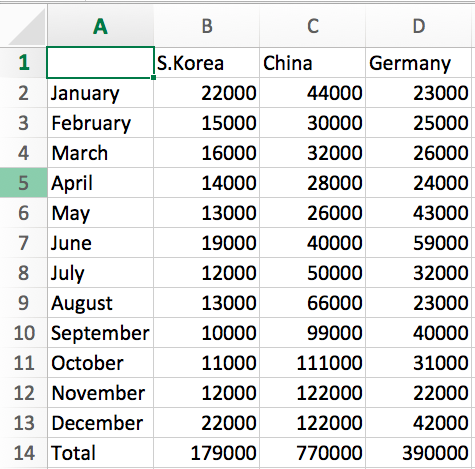 A B C D
1 S.Korea China Germany
2 January 22000 44000 23000
3 February 15000 30000 25000
4 March 16000 32000 26000
5 April 14000 28000 24000
6 May 13000 26000 43000
7 June 19000 40000 59000
8 July 12000 50000 32000
9 August 13000 66000 23000
10 September 10000 99000 40000
11 October 11000 111000 31000
12 November 12000 122000 22000
13 December 22000 122000 42000
14 Total 179000 770000 390000